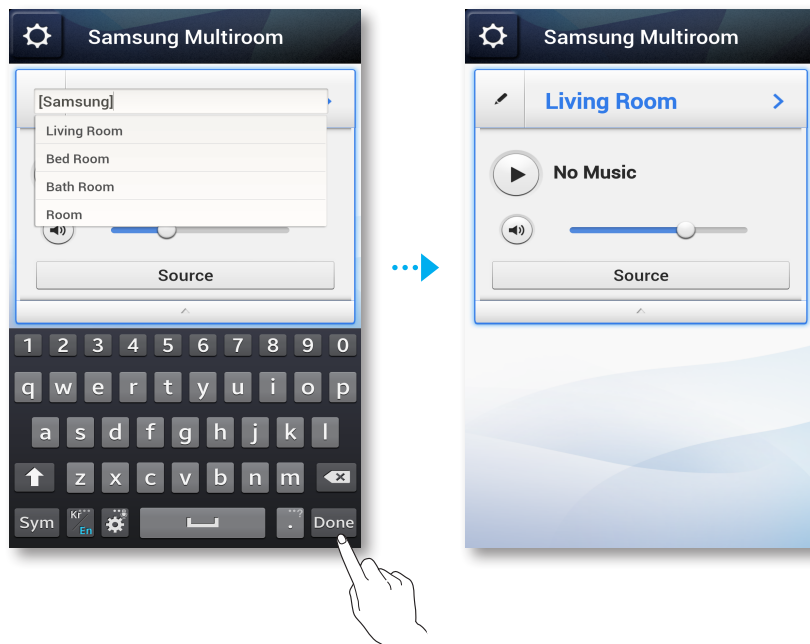 Samsung Multiroom
[Samsung]
Living Room
Bed Room
Bath Room
Room
Source
1 2 3 4 5 6 7 8 9 0
q w e r t y u i o p
a s d f g h j k l
z x c v b n m
Sym Kr En . ...? Done
Samsung Multiroom
Living Room
No Music
Source